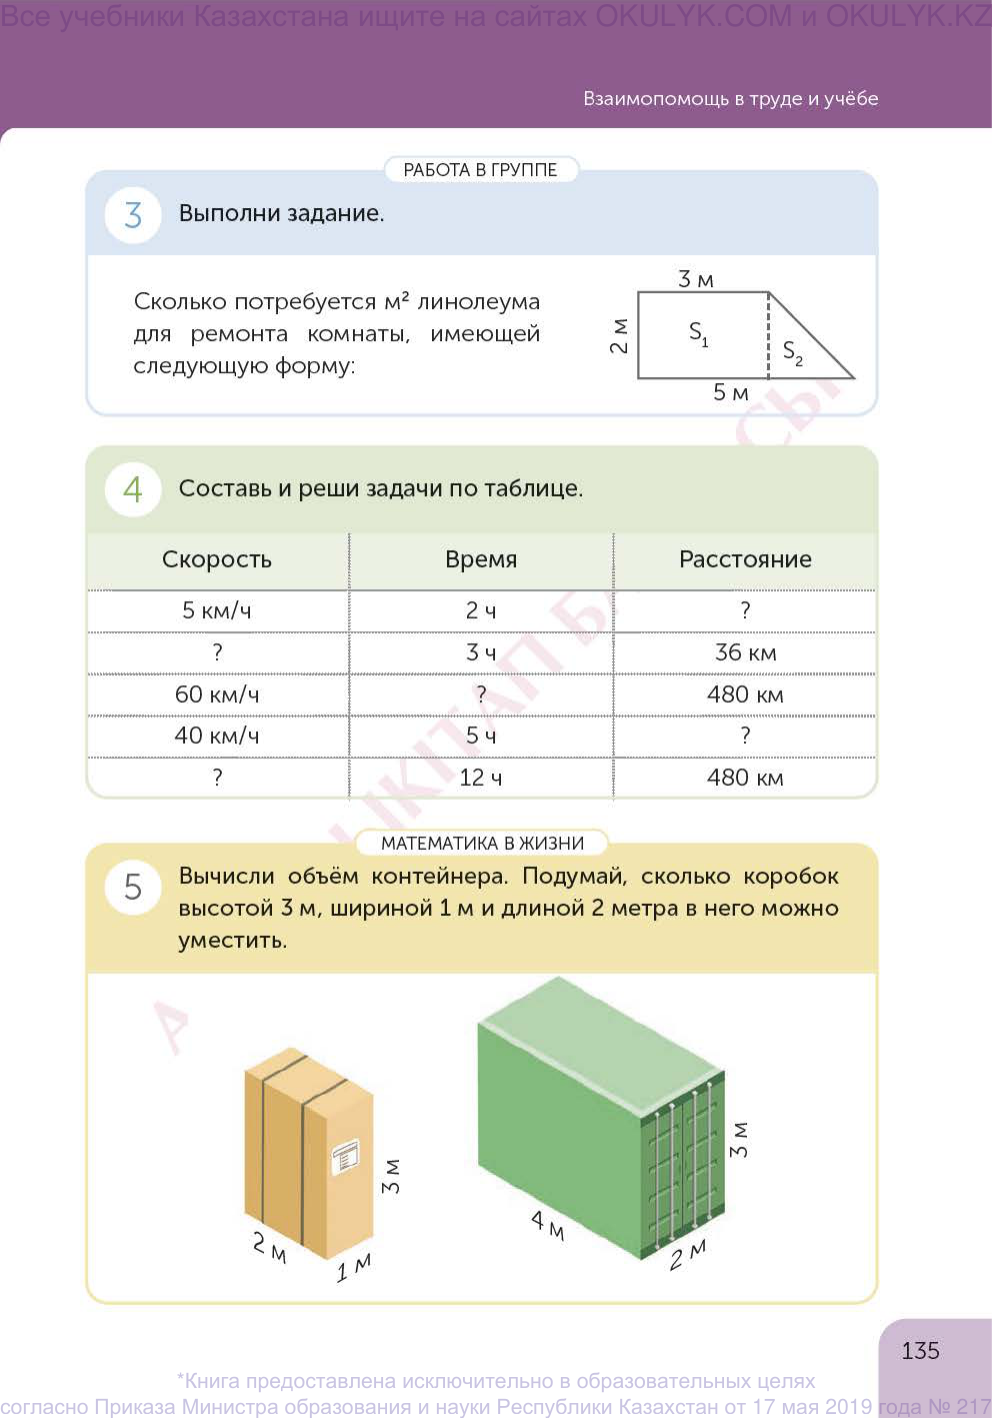 Все учебники Казахстана ищите на сайтах OKULYK.COM и OKULYK.KZ
Взаимопомощь в труде и учёбе
РАБОТА В ГРУППЕ
3 Выполни задание.
Сколько потребуется м² линолеума
для ремонта комнаты, имеющей
следующую форму:
3 м
2 м
S₁
S₂
5 м
4 Составь и реши задачи по таблице.
Скорость Время Расстояние
5 км/ч 2 ч ?
? 3 ч 36 км
60 км/ч ? 480 км
40 км/ч 5 ч ?
? 12 ч 480 км
МАТЕМАТИКА В ЖИЗНИ
5 Вычисли объём контейнера. Подумай, сколько коробок
высотой 3 м, шириной 1 м и длиной 2 метра в него можно
уместить.
3 м
2 м
1 м
3 м
4 м
2 м
135
*Книга предоставлена исключительно в образовательных целях
согласно Приказа Министра образования и науки Республики Казахстан от 17 мая 2019 года № 217